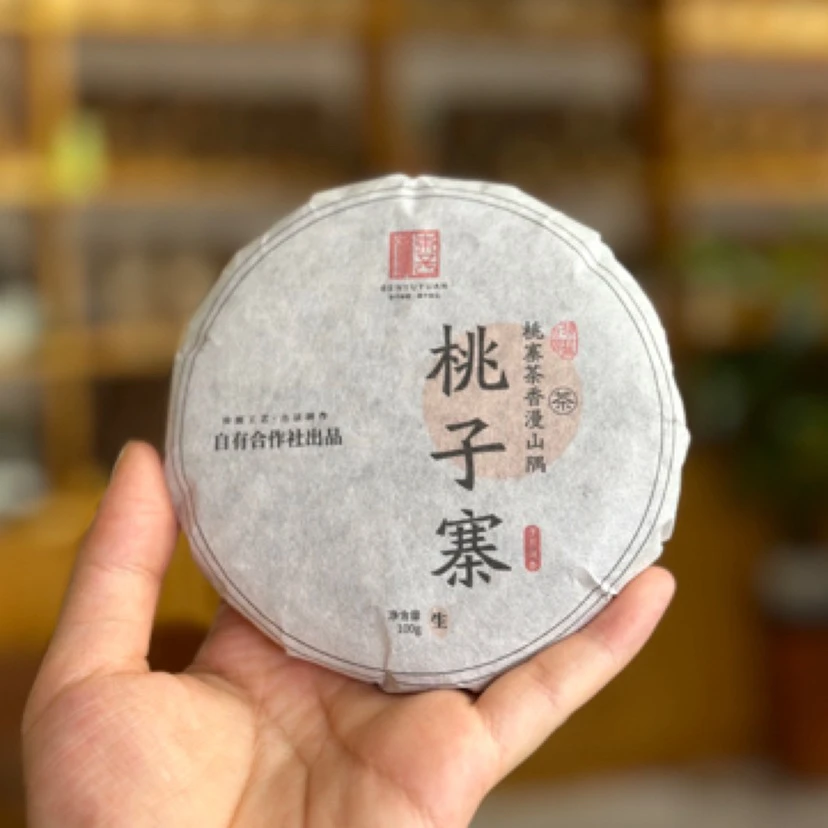 桃子寨
桃寨茶香漫山隅
茶
自有合作社出品
净含量
100g
生